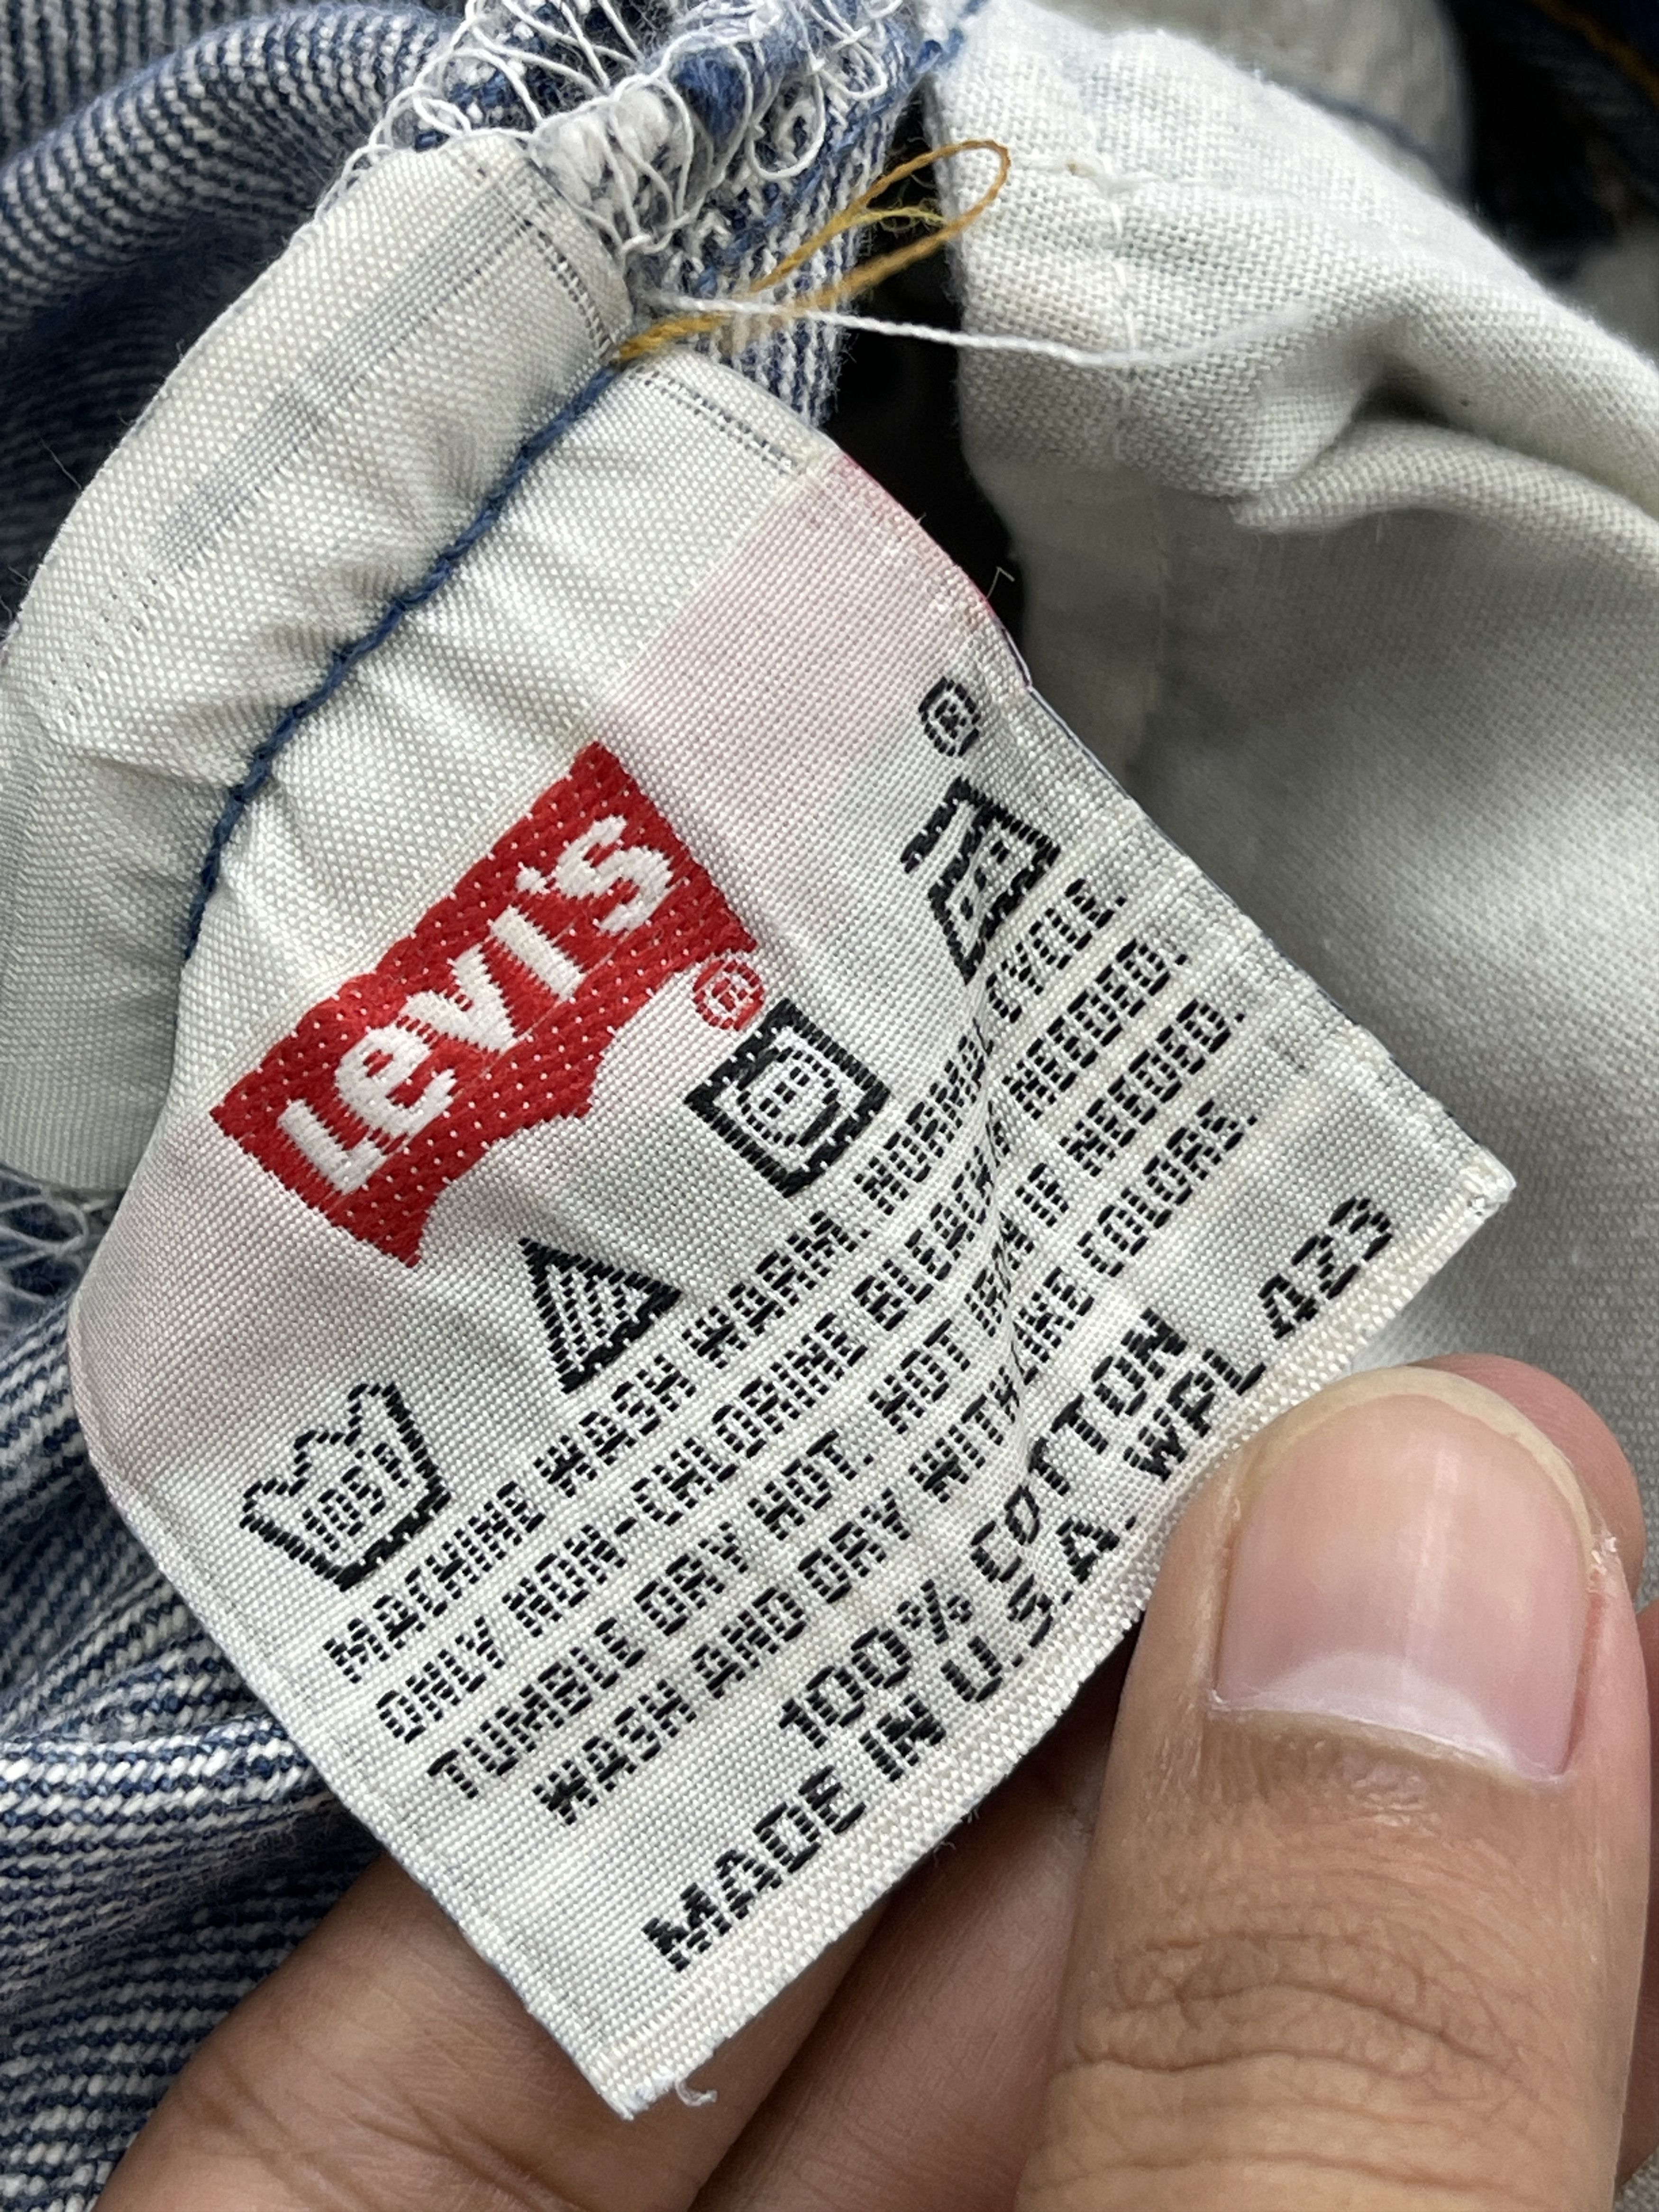 Levi's®
®
105°
MACHINE WASH WARM. NORMAL CYCLE.
ONLY NON-CHLORINE BLEACH IF NEEDED.
TUMBLE DRY HOT. HOT IRON IF NEEDED.
WASH AND DRY WITH LIKE COLORS.
100% COTTON
MADE IN U.S.A. WPL 423